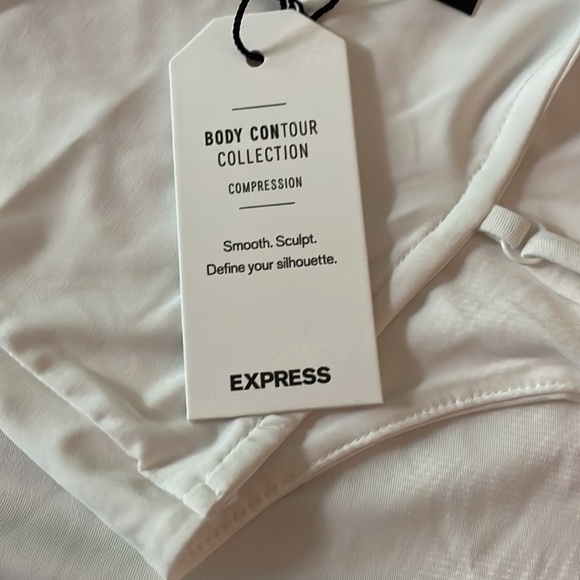 BODY CONTOUR
COLLECTION
COMPRESSION
Smooth. Sculpt.
Define your silhouette.
EXPRESS